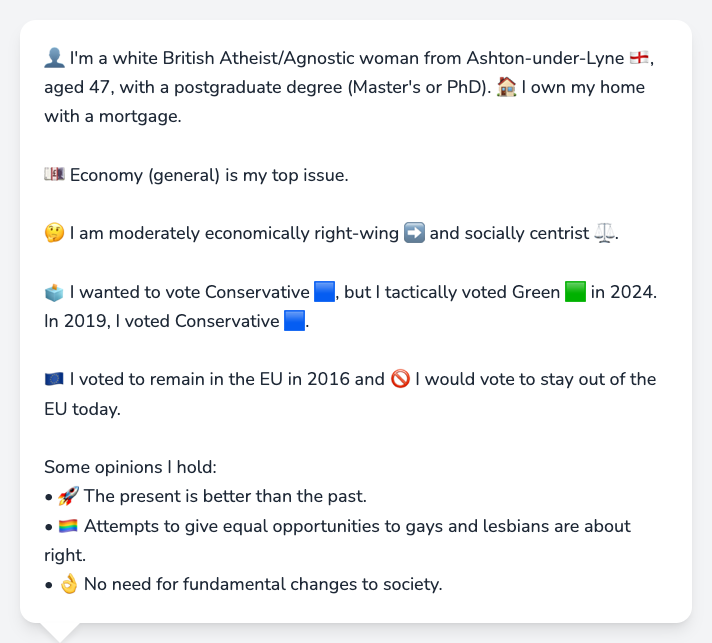 👤 I'm a white British Atheist/Agnostic woman from Ashton-under-Lyne 🏴󠁧󠁢󠁥󠁮󠁧󠁿,
aged 47, with a postgraduate degree (Master's or PhD). 🏠 I own my home
with a mortgage.
💷 Economy (general) is my top issue.
🤔 I am moderately economically right-wing ➡️ and socially centrist ⚖️.
🗳️ I wanted to vote Conservative 🟦, but I tactically voted Green 🟩 in 2024.
In 2019, I voted Conservative 🟦.
🇪🇺 I voted to remain in the EU in 2016 and 🚫 I would vote to stay out of the
EU today.
Some opinions I hold:
• 🚀 The present is better than the past.
• 🏳️‍🌈 Attempts to give equal opportunities to gays and lesbians are about
right.
• 👌 No need for fundamental changes to society.